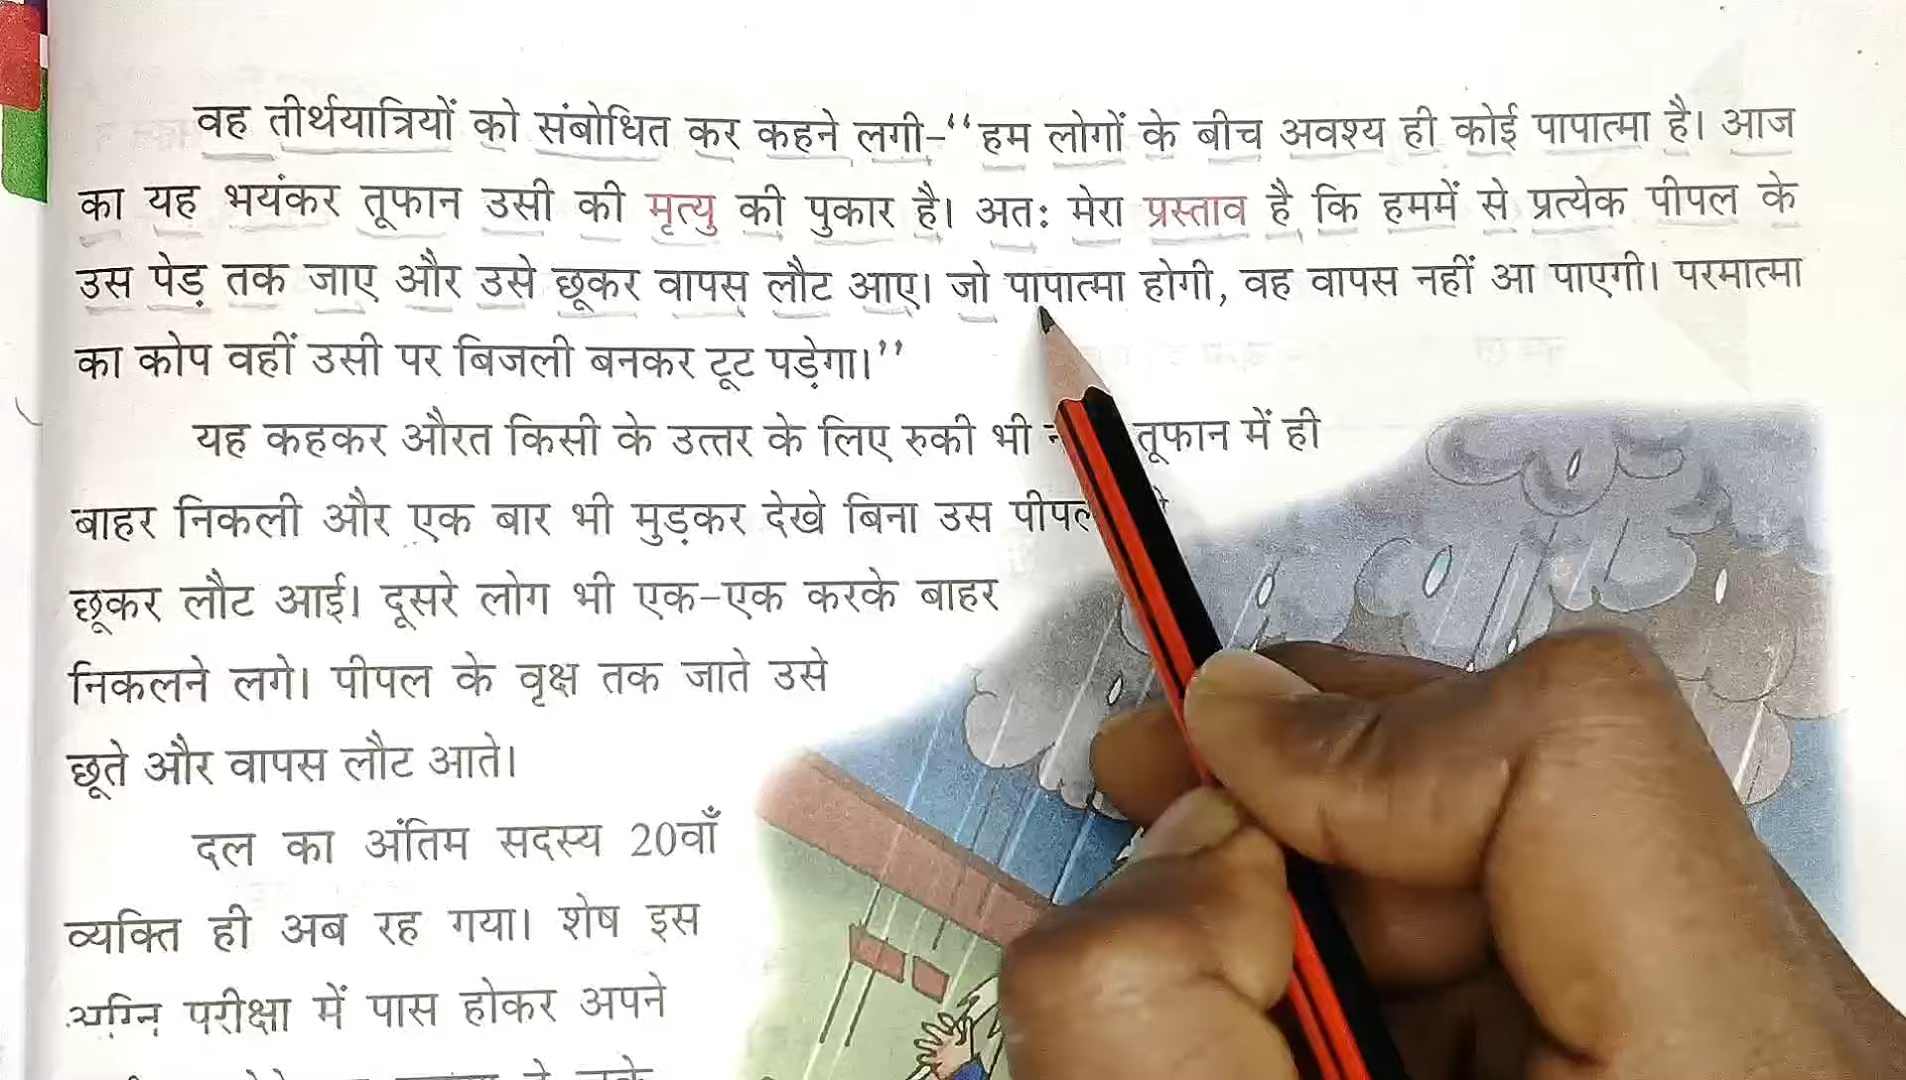 वह तीर्थयात्रियों को संबोधित कर कहने लगी-‘‘हम लोगों के बीच अवश्य ही कोई पापात्मा है। आज
का यह भयंकर तूफान उसी की मृत्यु की पुकार है। अतः मेरा प्रस्ताव है कि हममें से प्रत्येक पीपल के
उस पेड़ तक जाए और उसे छूकर वापस लौट आए। जो पापात्मा होगी, वह वापस नहीं आ पाएगी। परमात्मा
का कोप वहीं उसी पर बिजली बनकर टूट पड़ेगा।’’
यह कहकर औरत किसी के उत्तर के लिए रुकी भी तूफान में ही
बाहर निकली और एक बार भी मुड़कर देखे बिना उस पीपल
छूकर लौट आई। दूसरे लोग भी एक-एक करके बाहर
निकलने लगे। पीपल के वृक्ष तक जाते उसे
छूते और वापस लौट आते।
दल का अंतिम सदस्य 20वाँ
व्यक्ति ही अब रह गया। शेष इस
अग्नि परीक्षा में पास होकर अपने